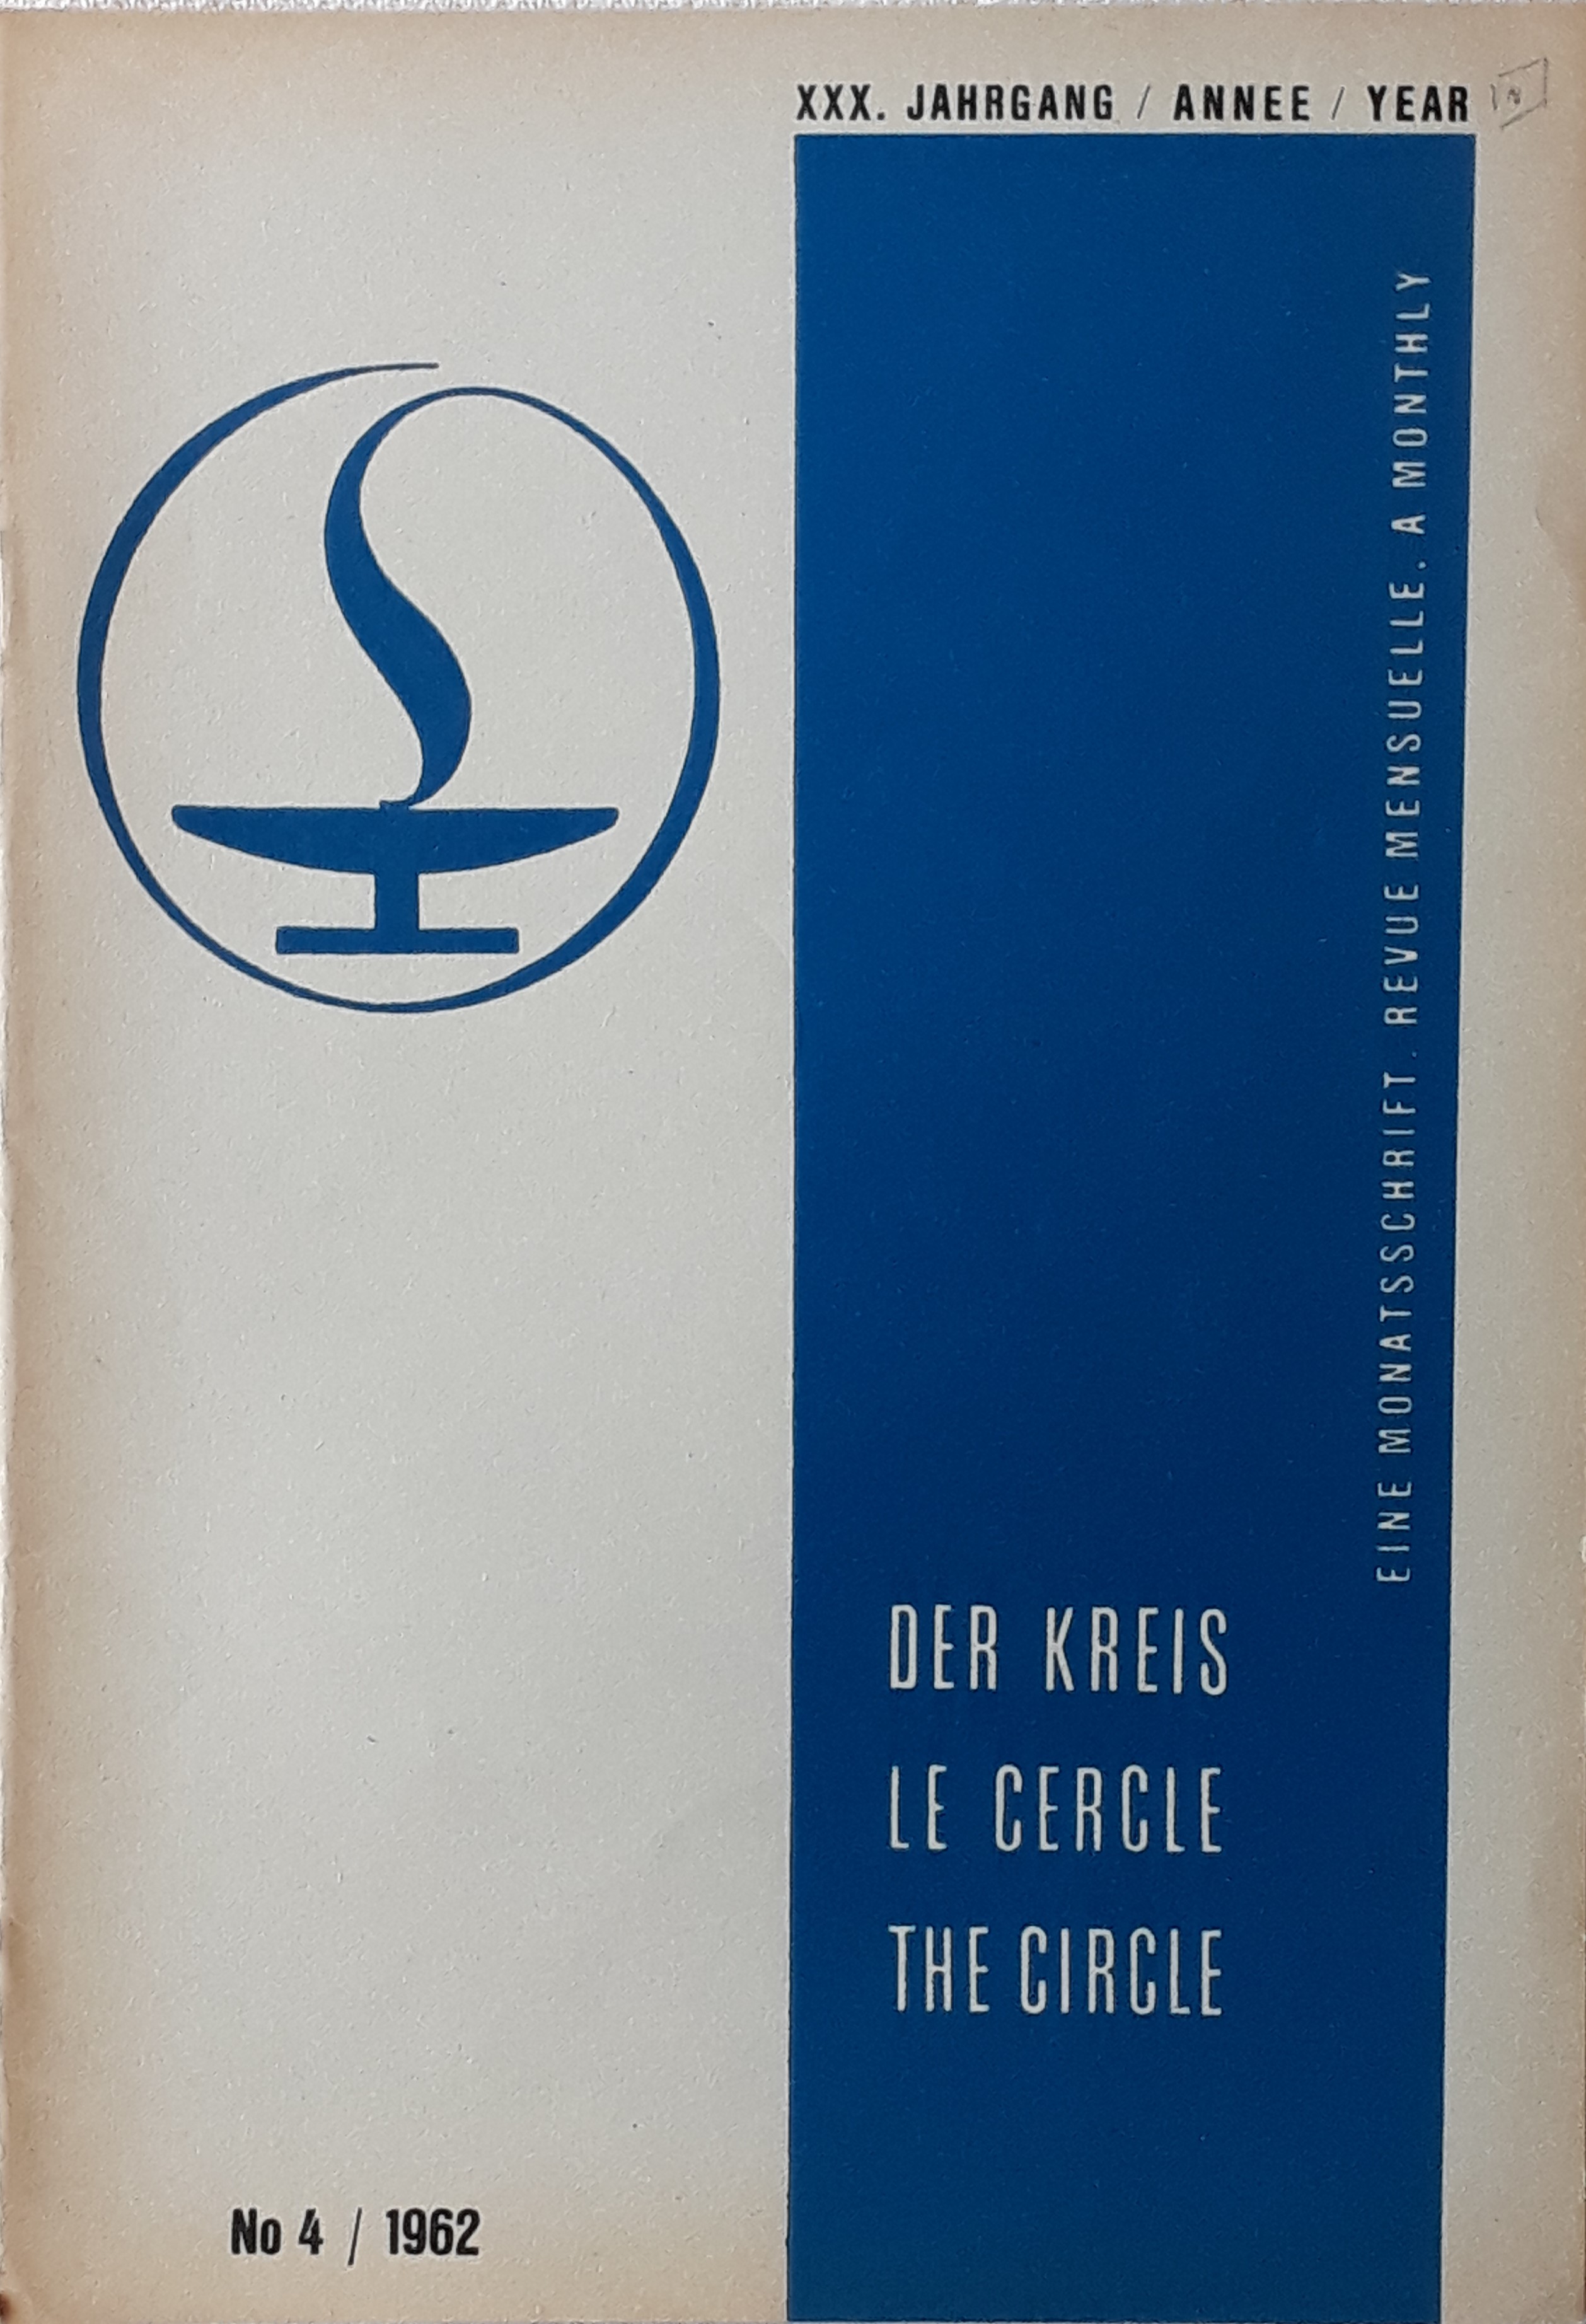 XXX. JAHRGANG / ANNEE / YEAR
EINE MONATSSCHRIFT. REVUE MENSUELLE. A MONTHLY
DER KREIS
LE CERCLE
THE CIRCLE
No 4 / 1962